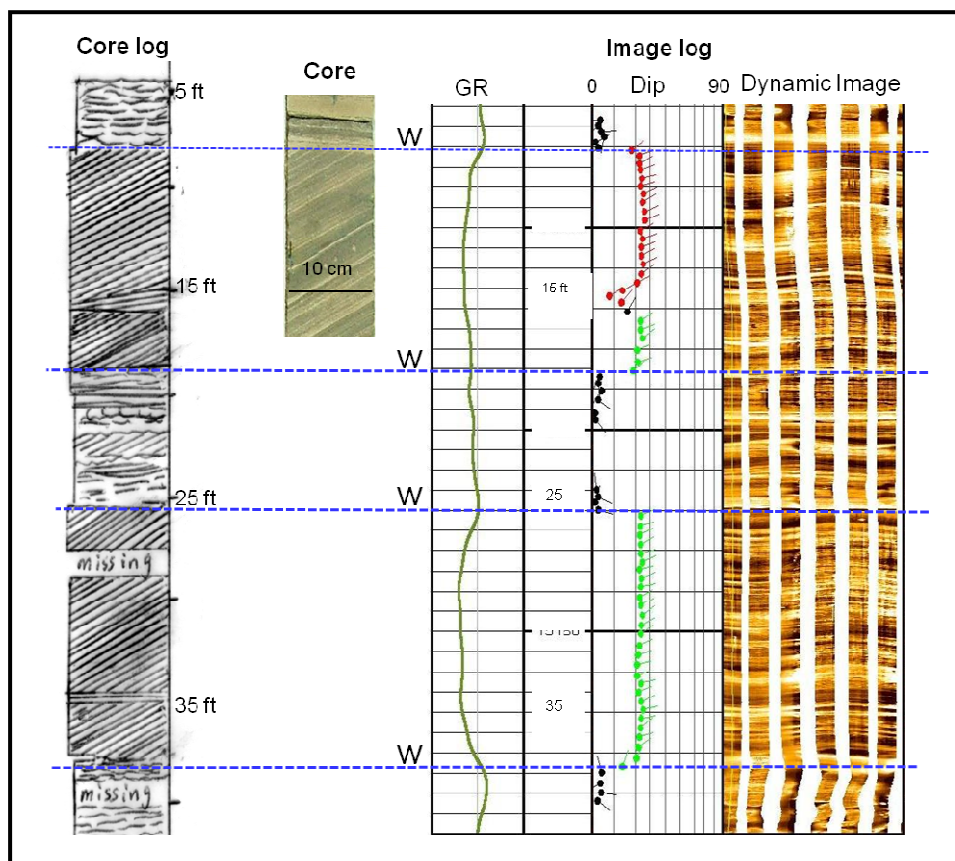 Core log
Image log
Core
GR
0 Dip 90
Dynamic Image
5 ft
W
10 cm
15 ft
15 ft
W
25 ft
W
25
missing
35 ft
35
W
missing